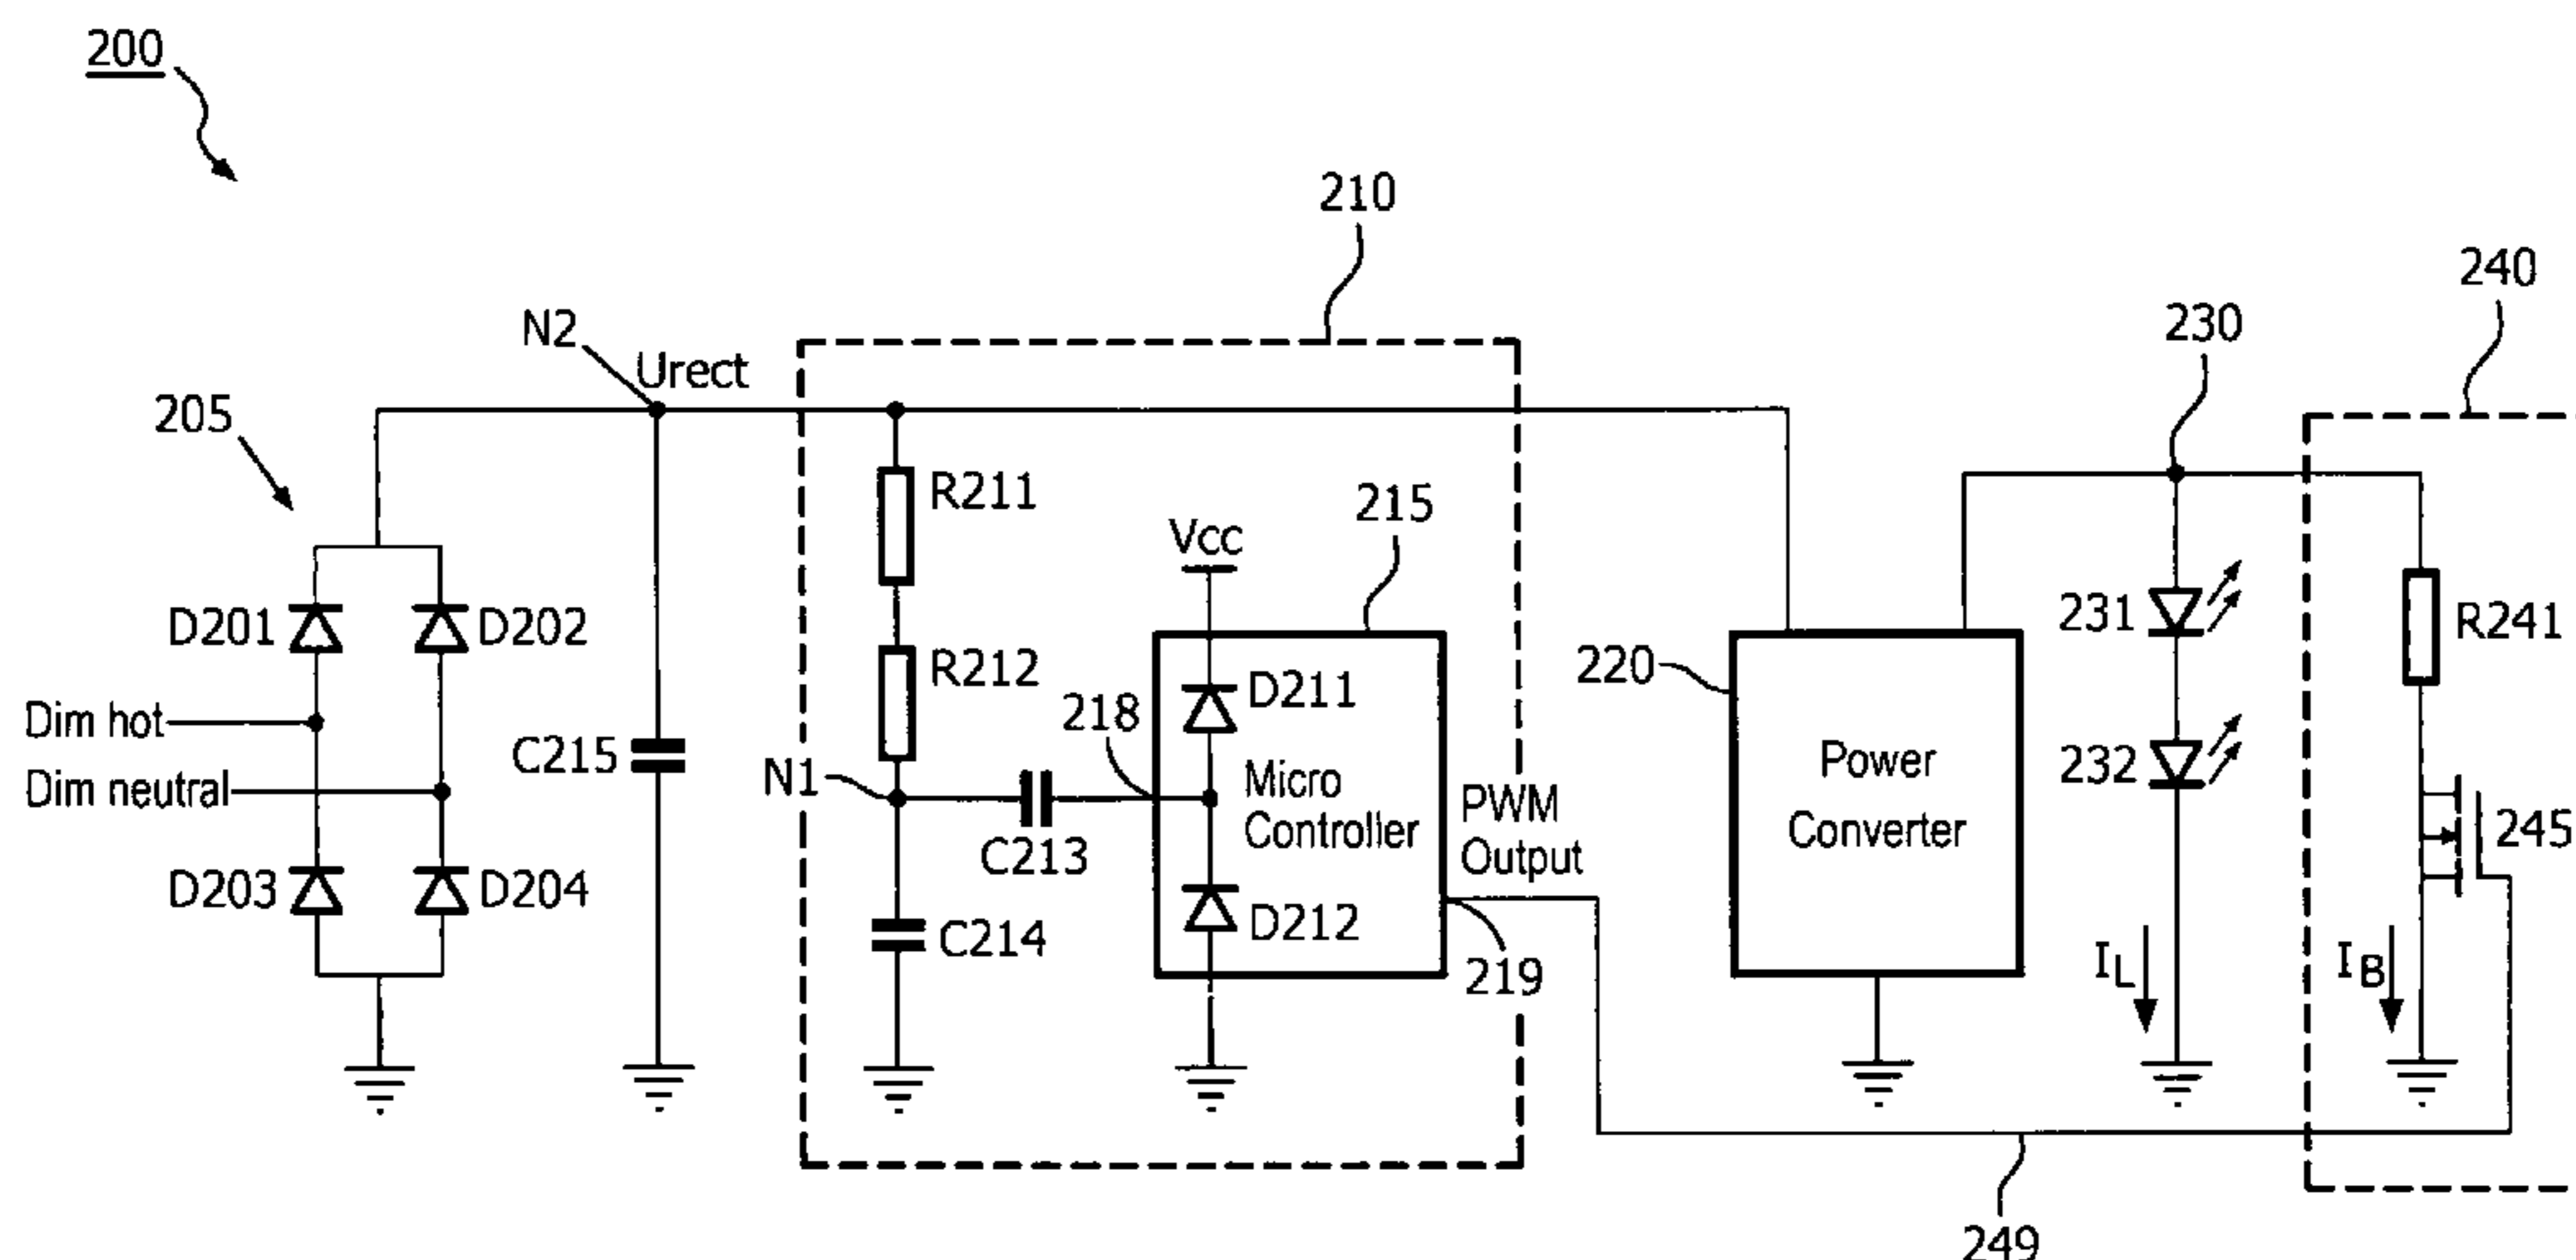 200
210
240
230
N2
Urect
205
R211
215
Vcc
D201
D202
R212
218
D211
220
231
R241
Dim hot
Dim neutral
C215
N1
Micro
Controller
PWM
Output
Power
Converter
232
245
C213
D203
D204
C214
D212
219
IL
IB
249